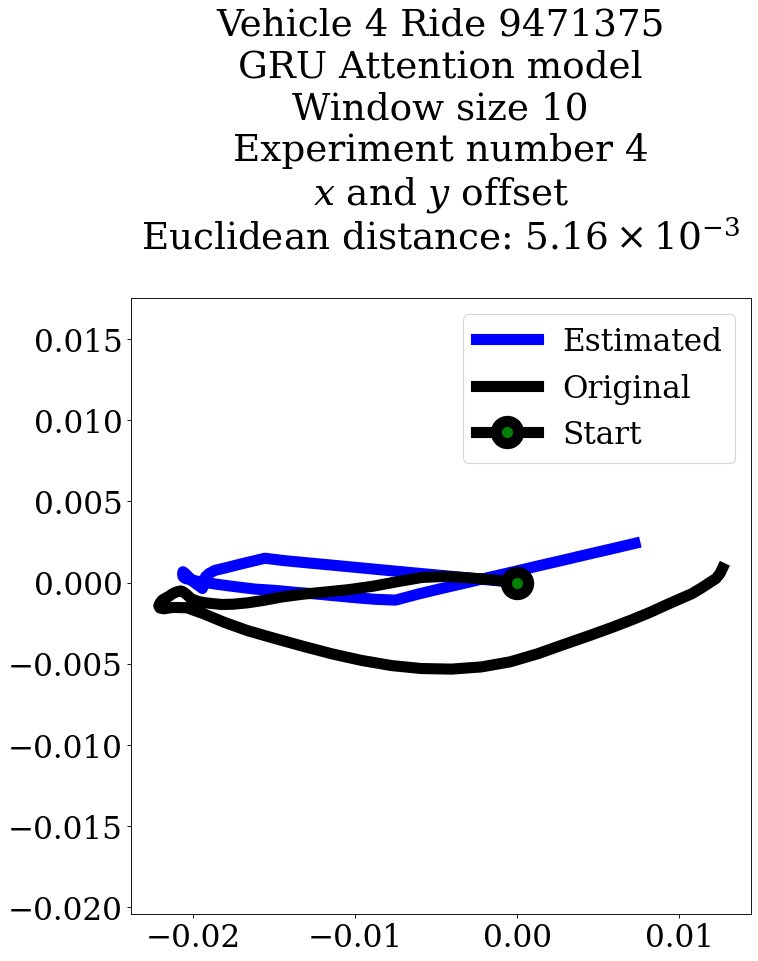 Vehicle 4 Ride 9471375
GRU Attention model
Window size 10
Experiment number 4
x and y offset
Euclidean distance: 5.16 × 10⁻³
Estimated
Original
Start
0.015
0.010
0.005
0.000
−0.005
−0.010
−0.015
−0.020
−0.02 −0.01 0.00 0.01